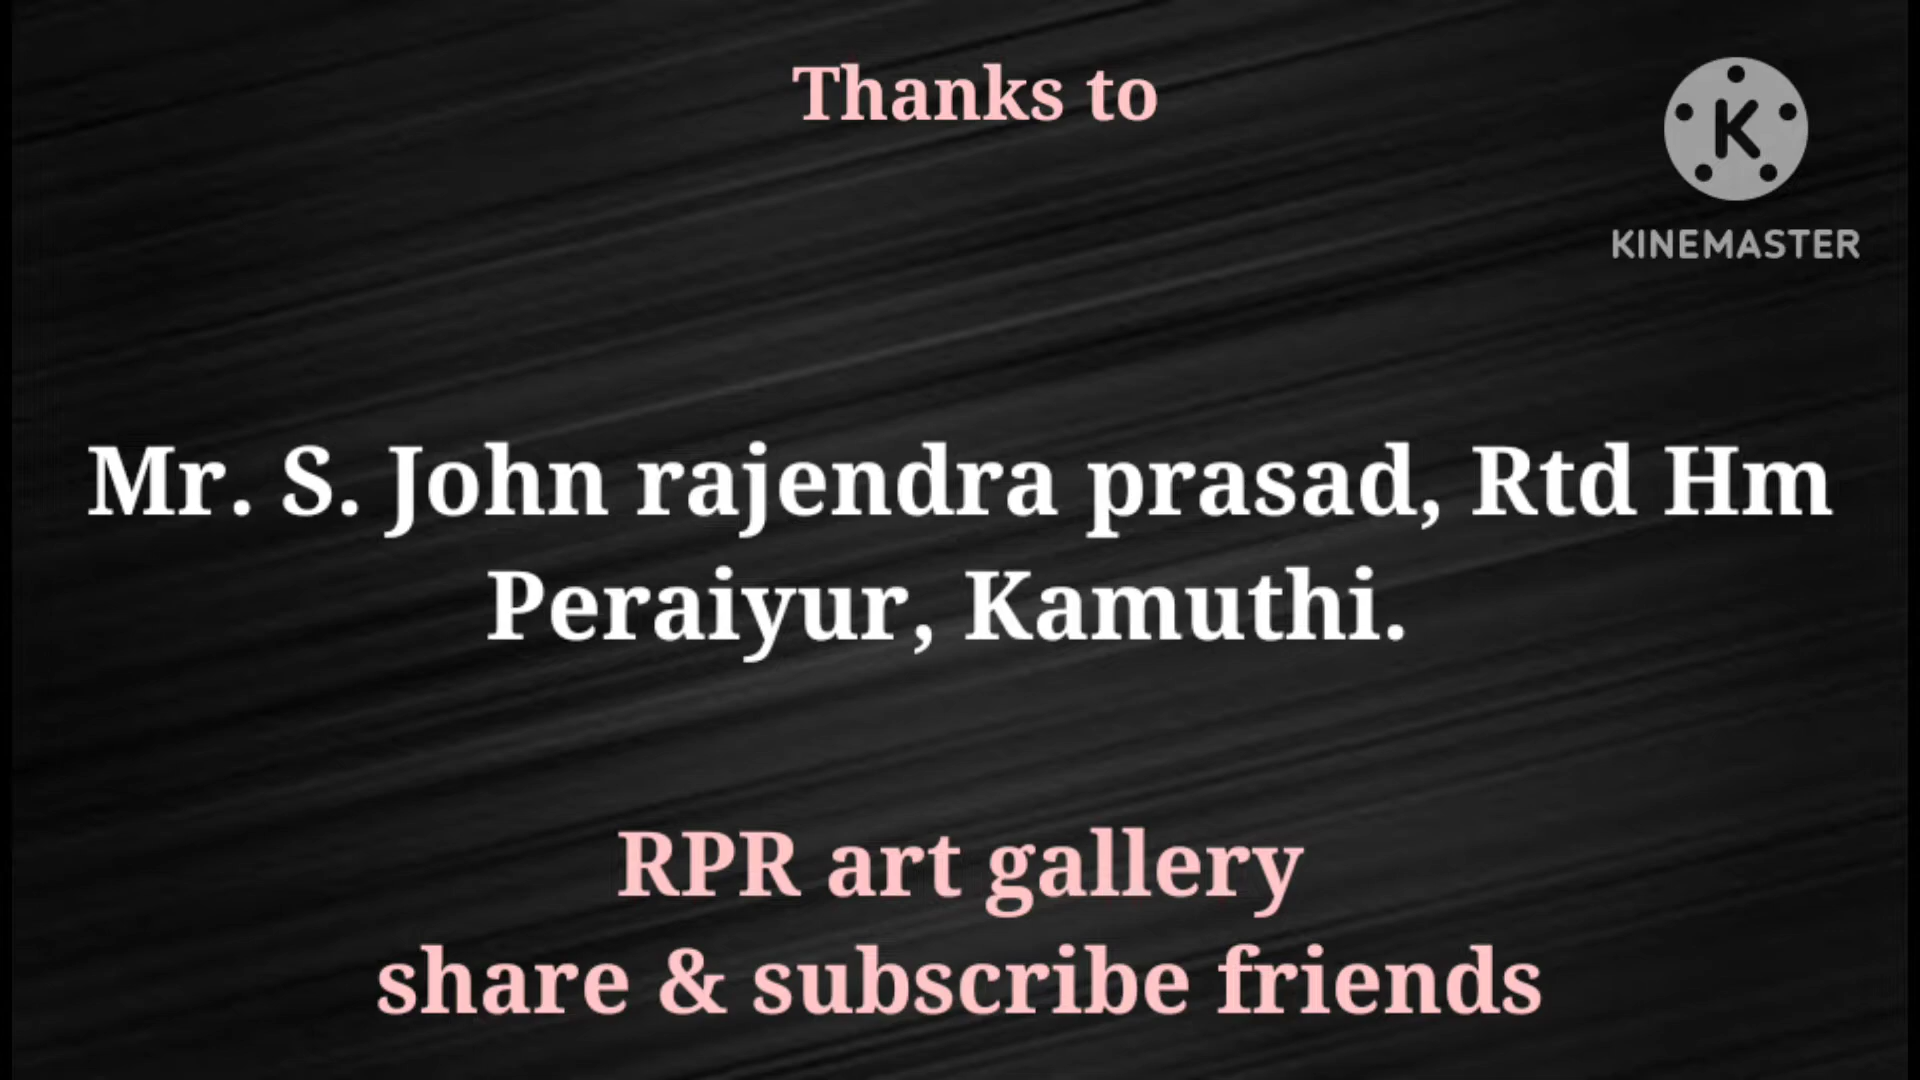 Thanks to
KINEMASTER
Mr. S. John rajendra prasad, Rtd Hm
Peraiyur, Kamuthi.
RPR art gallery
share & subscribe friends